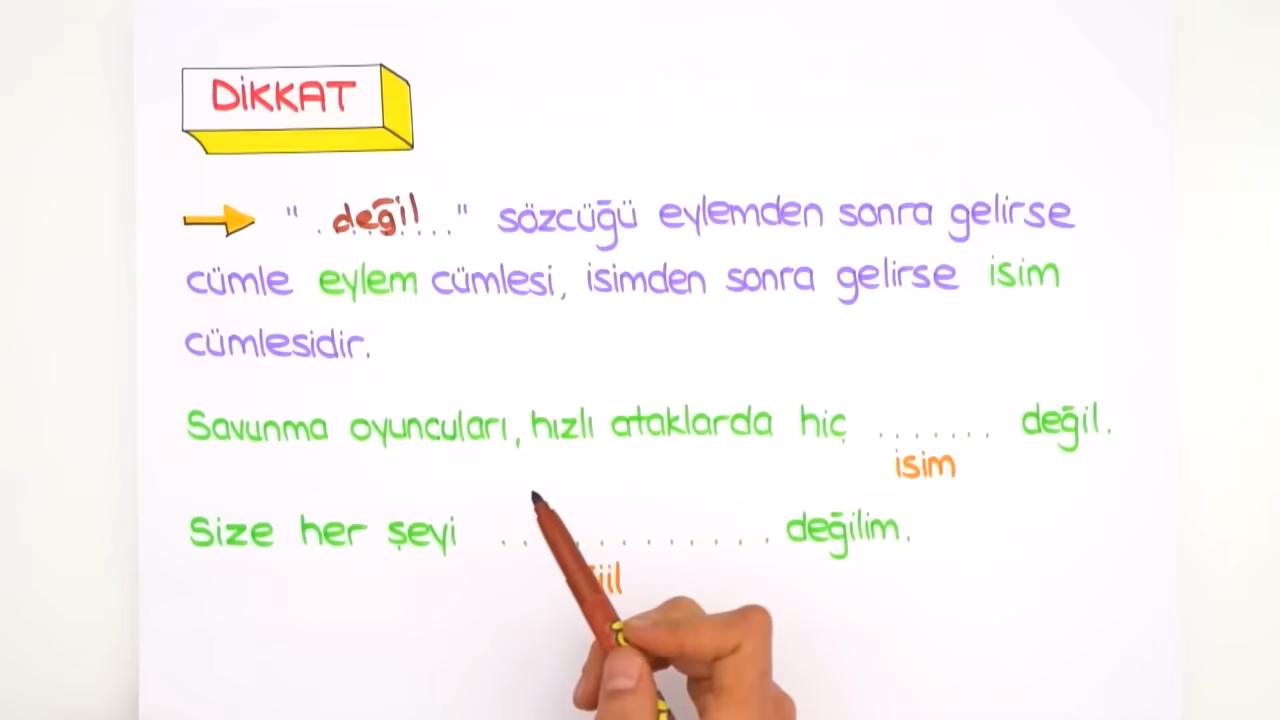 DİKKAT
". değil..." sözcüğü eylemden sonra gelirse
cümle eylem cümlesi, isimden sonra gelirse isim
cümlesidir.
Savunma oyuncuları, hızlı ataklarda hiç ....... değil.
isim
Size her şeyi ............. değilim.